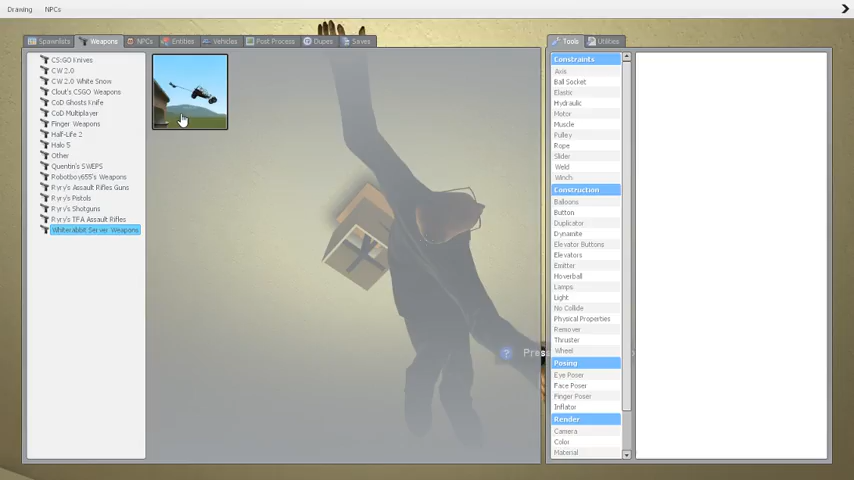 Drawing NPCs
Spawnlists Weapons NPCs Entities Vehicles Post Process Dupes Saves
Tools Utilities
CS:GO Knives
CW 2.0
CW 2.0 White Snow
Clout's CSGO Weapons
CoD Ghosts Knife
CoD Multiplayer
Finger Weapons
Half-Life 2
Halo 5
Other
Quentin's SWEPS
Robotboy655's Weapons
Ryry's Assault Rifles Guns
Ryry's Pistols
Ryry's Shotguns
Ryry's TFA Assault Rifles
Whiterabbit Server Weapons
Constraints
Axis
Ball Socket
Elastic
Hydraulic
Motor
Muscle
Pulley
Rope
Slider
Weld
Winch
Construction
Balloons
Button
Duplicator
Dynamite
Elevator Buttons
Elevators
Emitter
Hoverball
Lamps
Light
No Collide
Physical Properties
Remover
Thruster
Wheel
Posing
Eye Poser
Face Poser
Finger Poser
Inflator
Render
Camera
Color
Material